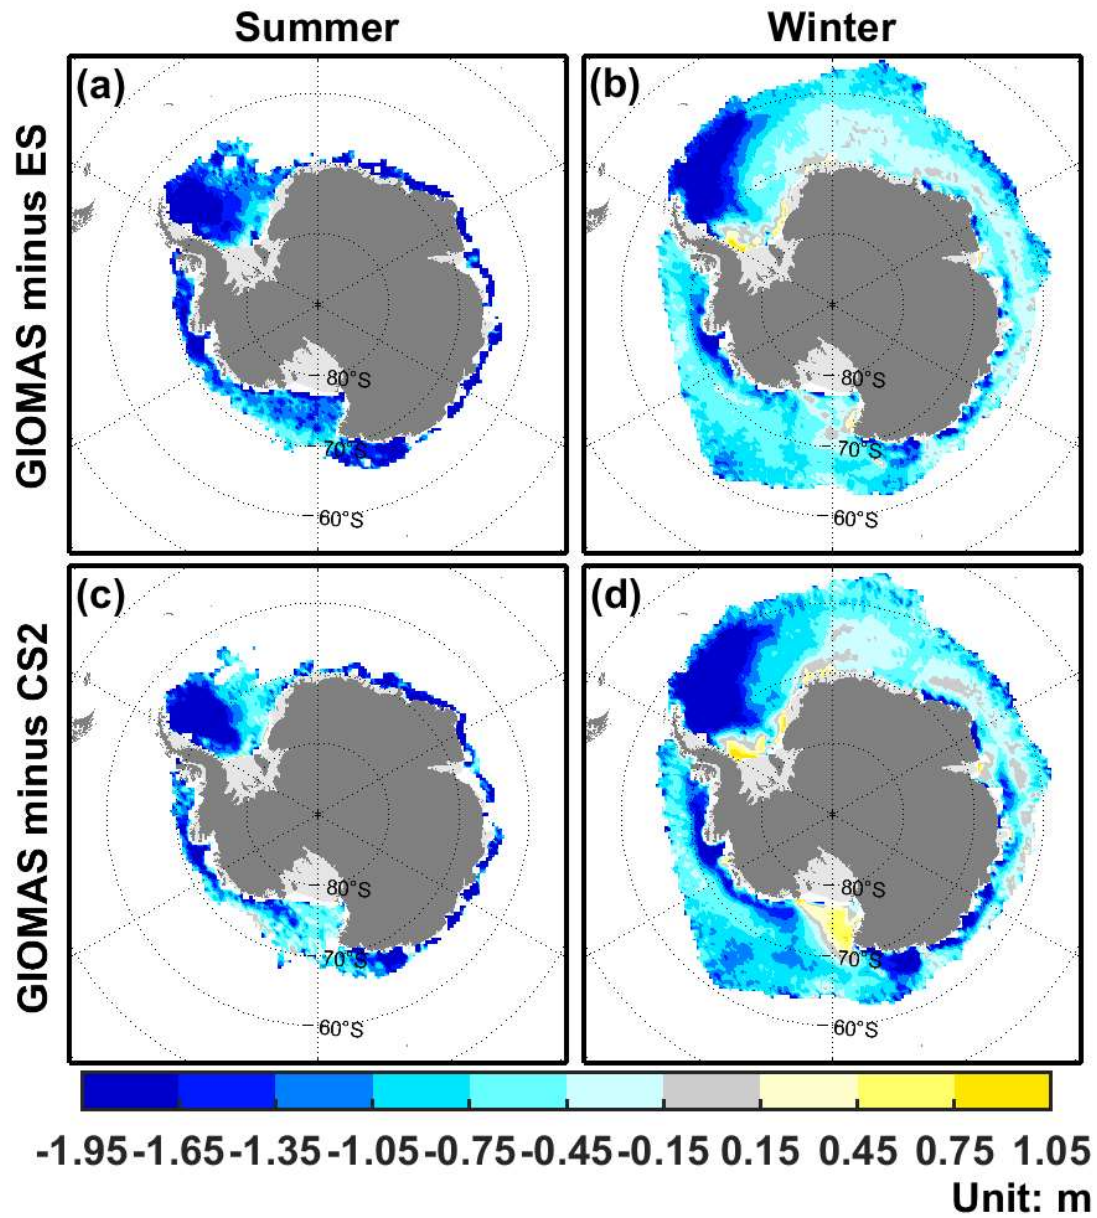 Summer
Winter
(a)
(b)
GIOMAS minus ES
80°S
70°S
60°S
80°S
70°S
60°S
(c)
(d)
GIOMAS minus CS2
80°S
70°S
60°S
80°S
70°S
60°S
-1.95 -1.65 -1.35 -1.05 -0.75 -0.45 -0.15 0.15 0.45 0.75 1.05
Unit: m